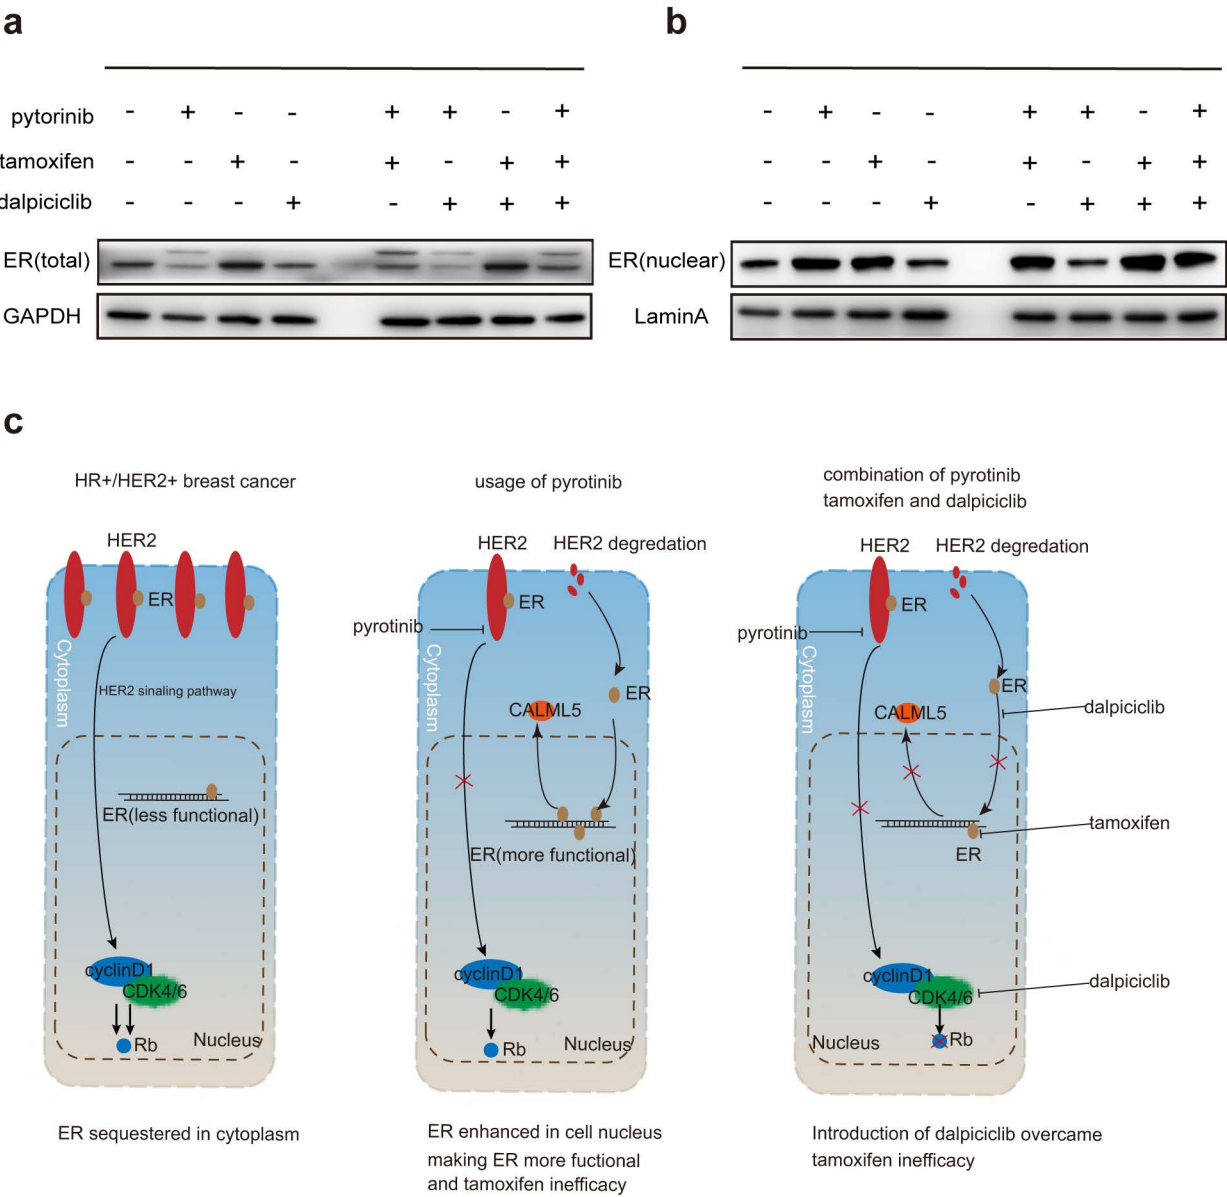 a
b
pytorinib - + - - + + - +
tamoxifen - - + - + - + +
dalpiciclib - - - + - + + +
ER(total)
GAPDH
- + - - + + - +
- - + - + - + +
- - - + - + + +
ER(nuclear)
LaminA
c
HR+/HER2+ breast cancer
HER2
ER
Cytoplasm
HER2 sinaling pathway
ER(less functional)
cyclinD1
CDK4/6
Rb
Nucleus
ER sequestered in cytoplasm
usage of pyrotinib
HER2
HER2 degredation
ER
pyrotinib
Cytoplasm
ER
CALML5
ER(more functional)
cyclinD1
CDK4/6
Rb
Nucleus
ER enhanced in cell nucleus
making ER more fuctional
and tamoxifen inefficacy
combination of pyrotinib
tamoxifen and dalpiciclib
HER2
HER2 degredation
ER
pyrotinib
Cytoplasm
ER
dalpiciclib
CALML5
tamoxifen
ER
cyclinD1
CDK4/6
dalpiciclib
Rb
Nucleus
Introduction of dalpiciclib overcame
tamoxifen inefficacy